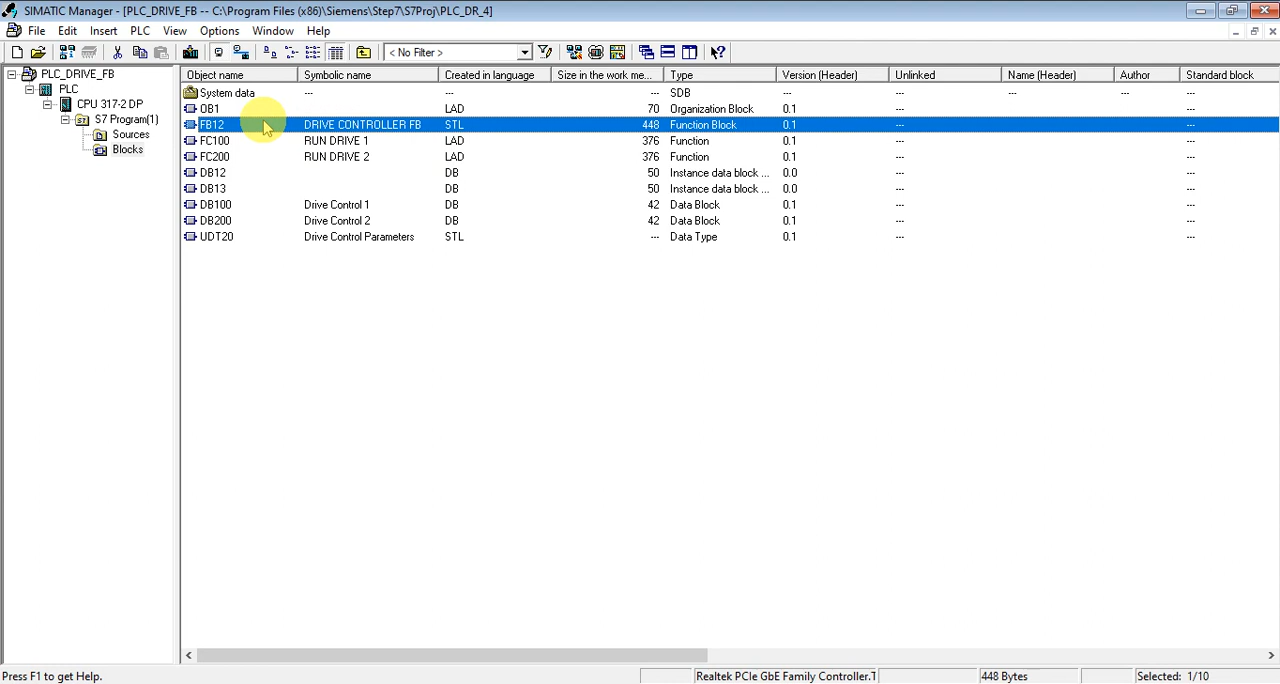 SIMATIC Manager - [PLC_DRIVE_FB -- C:\Program Files (x86)\Siemens\Step7\S7Proj\PLC_DR_4]
File Edit Insert PLC View Options Window Help
< No Filter >
PLC_DRIVE_FB
PLC
CPU 317-2 DP
S7 Program(1)
Sources
Blocks
Object name Symbolic name Created in language Size in the work me... Type Version (Header) Unlinked Name (Header) Author Standard block
System data --- --- --- SDB --- --- --- --- ---
OB1 LAD 70 Organization Block 0.1 --- ---
FB12 DRIVE CONTROLLER FB STL 448 Function Block 0.1 --- ---
FC100 RUN DRIVE 1 LAD 376 Function 0.1 --- ---
FC200 RUN DRIVE 2 LAD 376 Function 0.1 --- ---
DB12 DB 50 Instance data block ... 0.0 --- ---
DB13 DB 50 Instance data block ... 0.0 --- ---
DB100 Drive Control 1 DB 42 Data Block 0.1 --- ---
DB200 Drive Control 2 DB 42 Data Block 0.1 --- ---
UDT20 Drive Control Parameters STL --- Data Type 0.1 --- ---
Press F1 to get Help. Realtek PCIe GbE Family Controller.T 448 Bytes Selected: 1/10